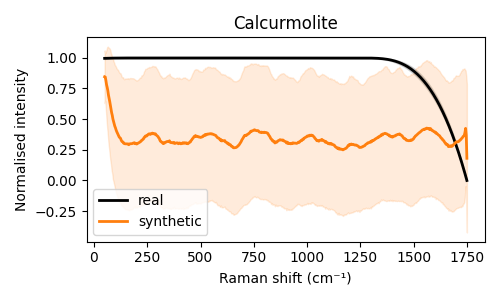 Calcurmolite
Normalised intensity
1.00
0.75
0.50
0.25
0.00
−0.25
real
synthetic
0 250 500 750 1000 1250 1500 1750
Raman shift (cm⁻¹)